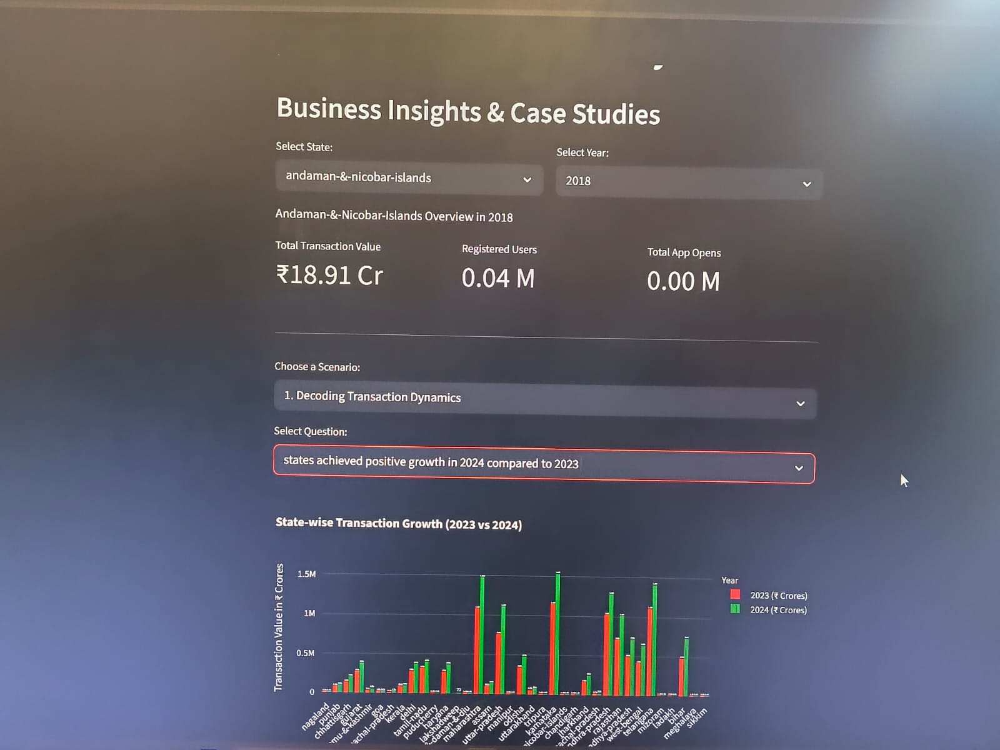 Business Insights & Case Studies
Select State:
Select Year:
andaman-&-nicobar-islands
2018
Andaman-&-Nicobar-Islands Overview in 2018
Total Transaction Value
Registered Users
Total App Opens
₹18.91 Cr
0.04 M
0.00 M
Choose a Scenario:
1. Decoding Transaction Dynamics
Select Question:
states achieved positive growth in 2024 compared to 2023
State-wise Transaction Growth (2023 vs 2024)
Transaction Value in ₹ Crores
1.5M
1M
0.5M
0
Year
2023 (₹ Crores)
2024 (₹ Crores)
nagaland
punjab
chhattisgarh
gujarat
mu-&-kashmir
goa
achal-pradesh
kerala
delhi
tamil-nadu
puducherry
haryana
lakshadweep
-daman-&-diu
maharashtra
assam
uttar-pradesh
manipur
odisha
uttarakhand
tripura
karnataka
nicobar-islands
chandigarh
jharkhand
achal-pradesh
ndhra-pradesh
rajasthan
adhya-pradesh
west-bengal
telangana
mizoram
ladakh
bihar
meghalaya
sikkim